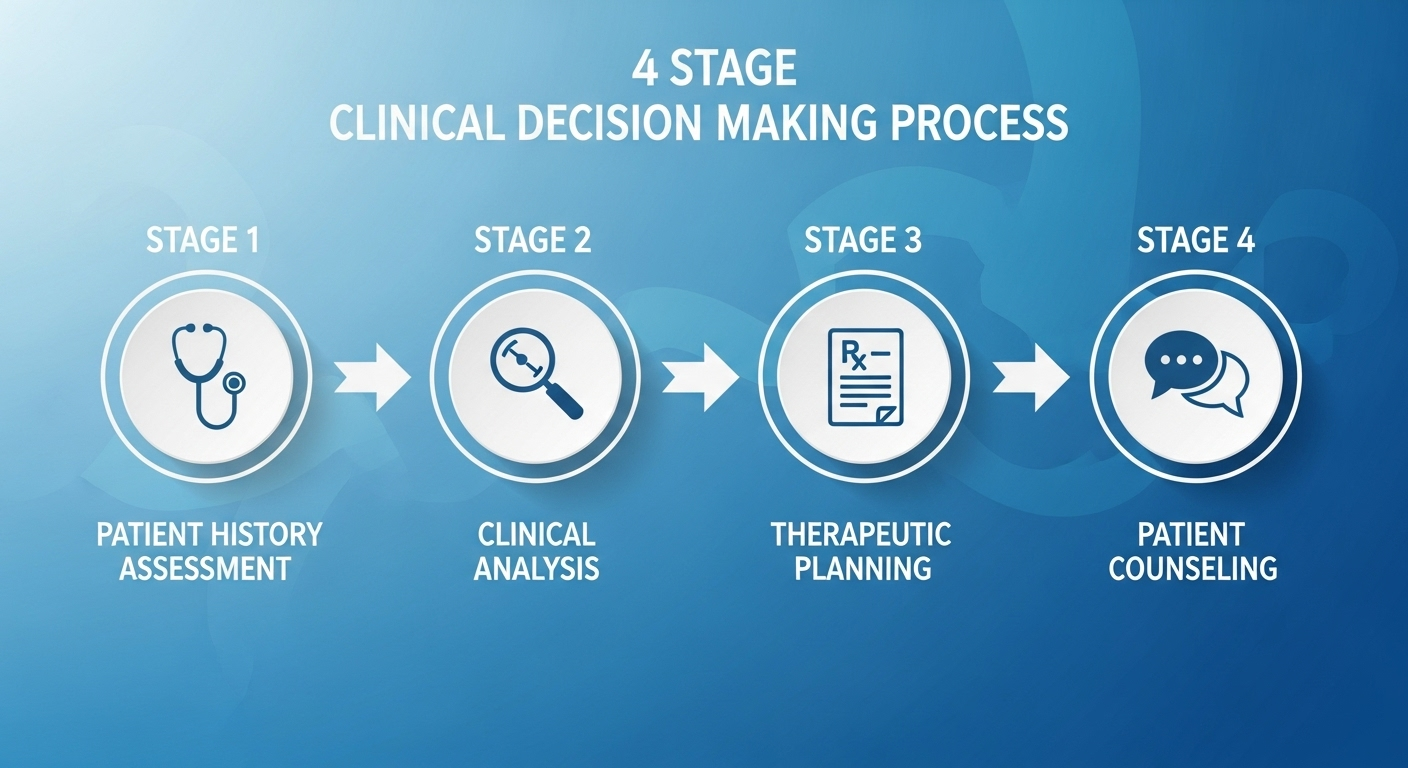 4 STAGE
CLINICAL DECISION MAKING PROCESS
STAGE 1
STAGE 2
STAGE 3
STAGE 4
Rx
PATIENT HISTORY
ASSESSMENT
CLINICAL
ANALYSIS
THERAPEUTIC
PLANNING
PATIENT
COUNSELING